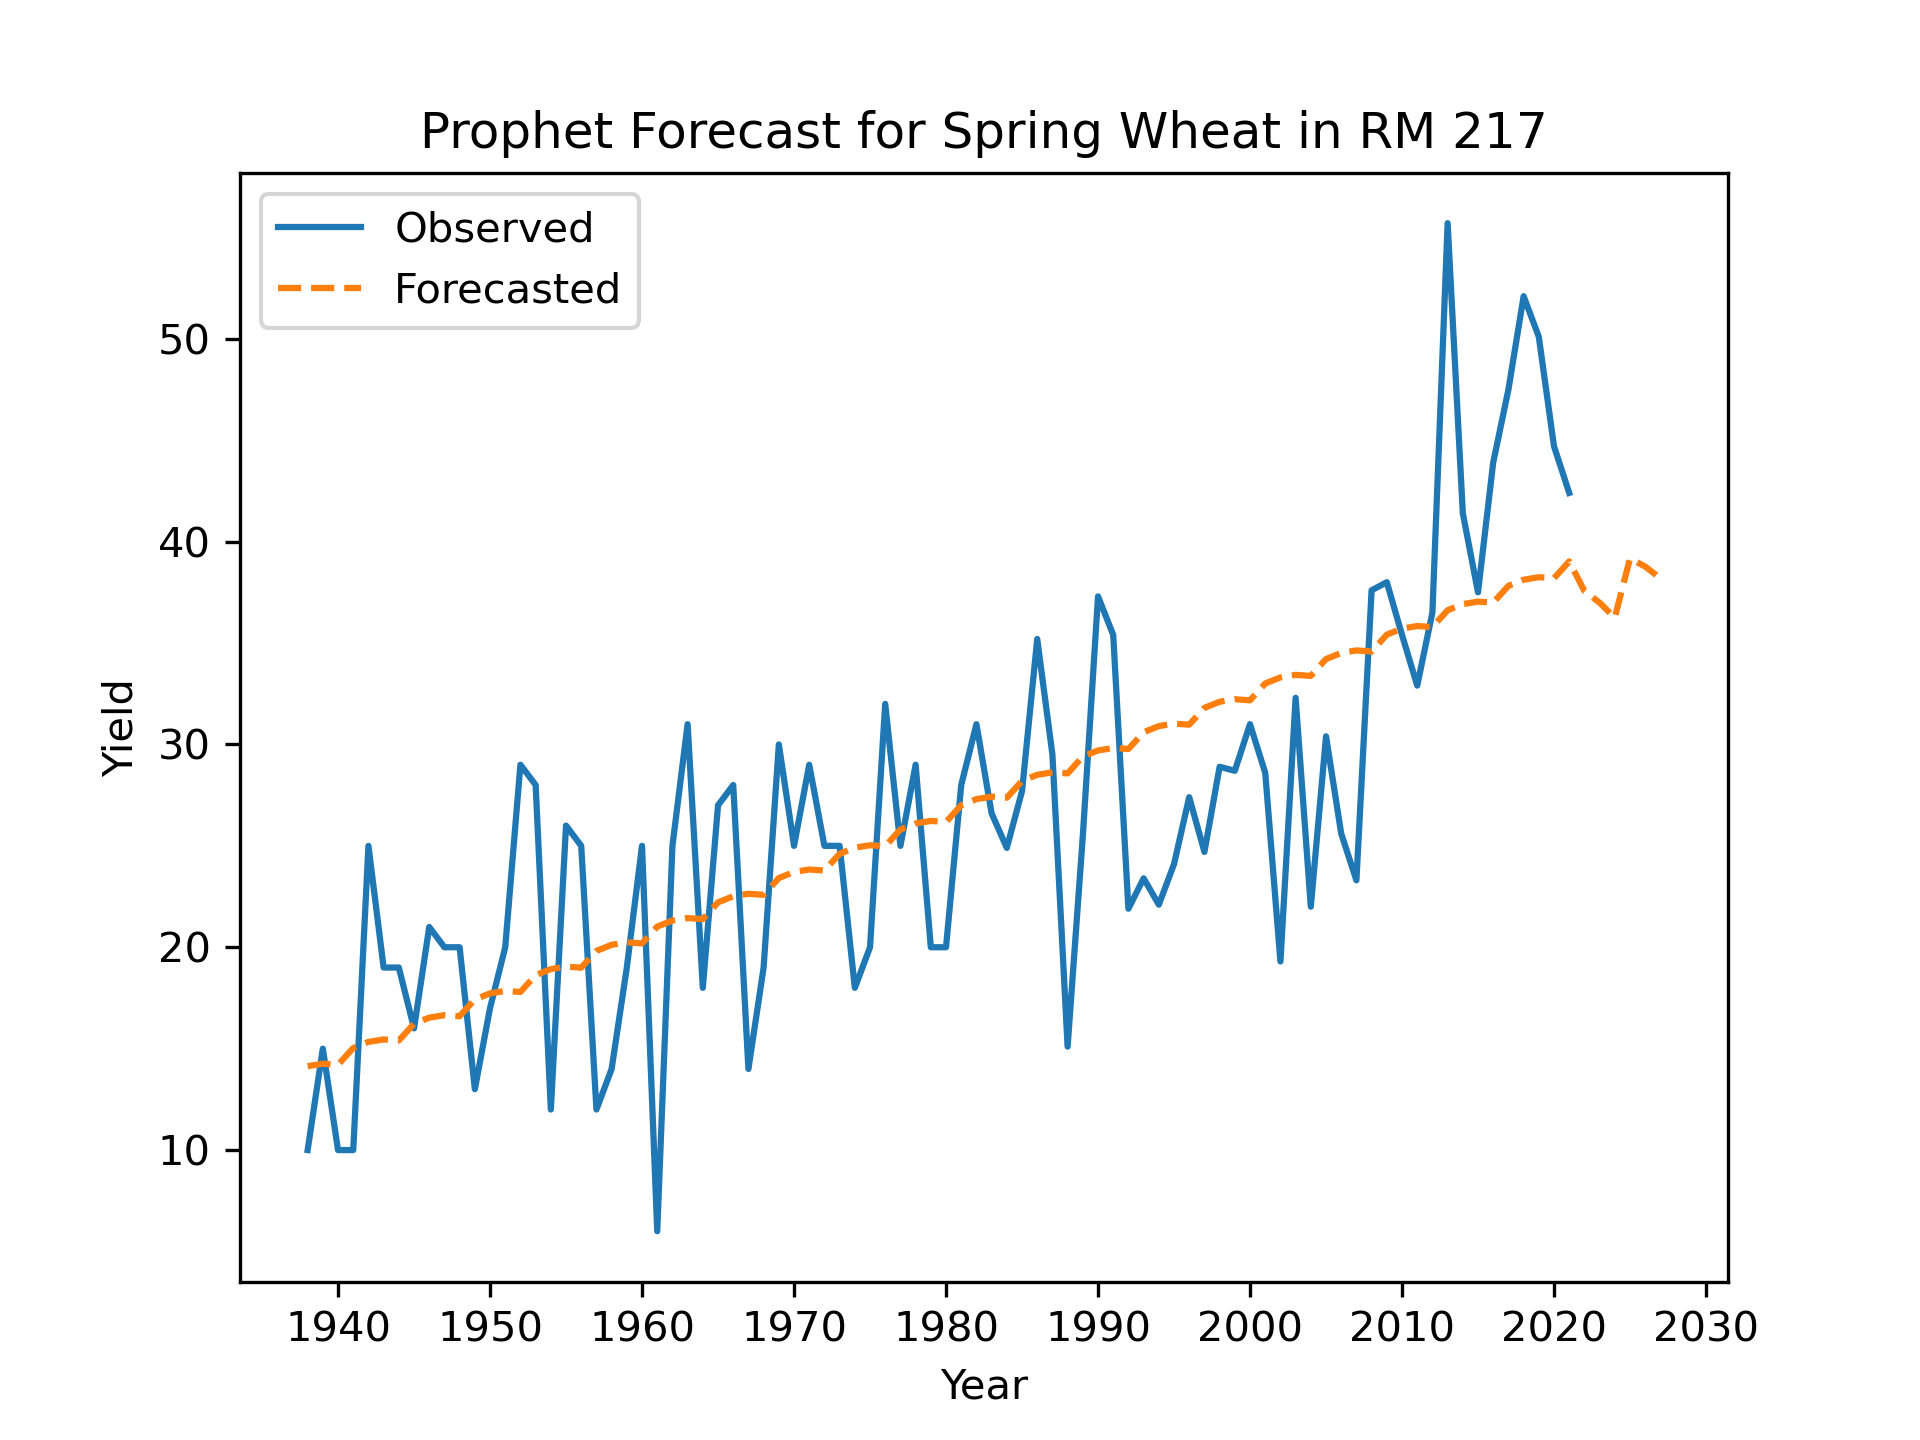 Prophet Forecast for Spring Wheat in RM 217
Observed
Forecasted
50
40
30
20
10
Yield
1940 1950 1960 1970 1980 1990 2000 2010 2020 2030
Year